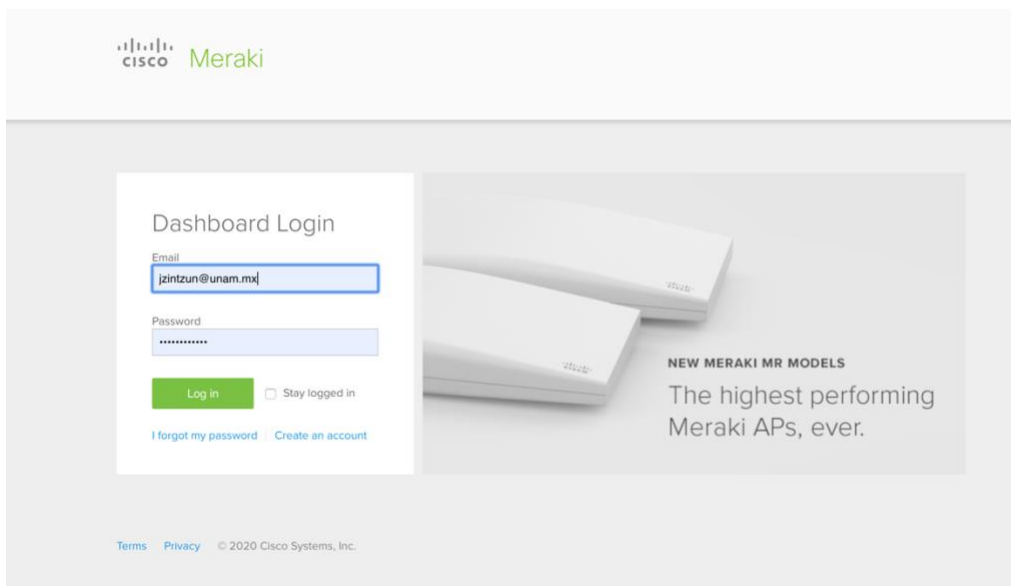 cisco Meraki
Dashboard Login
Email
jzintzun@unam.mx
Password
••••••••••••
Log in
Stay logged in
I forgot my password
Create an account
NEW MERAKI MR MODELS
The highest performing
Meraki APs, ever.
Terms
Privacy
© 2020 Cisco Systems, Inc.